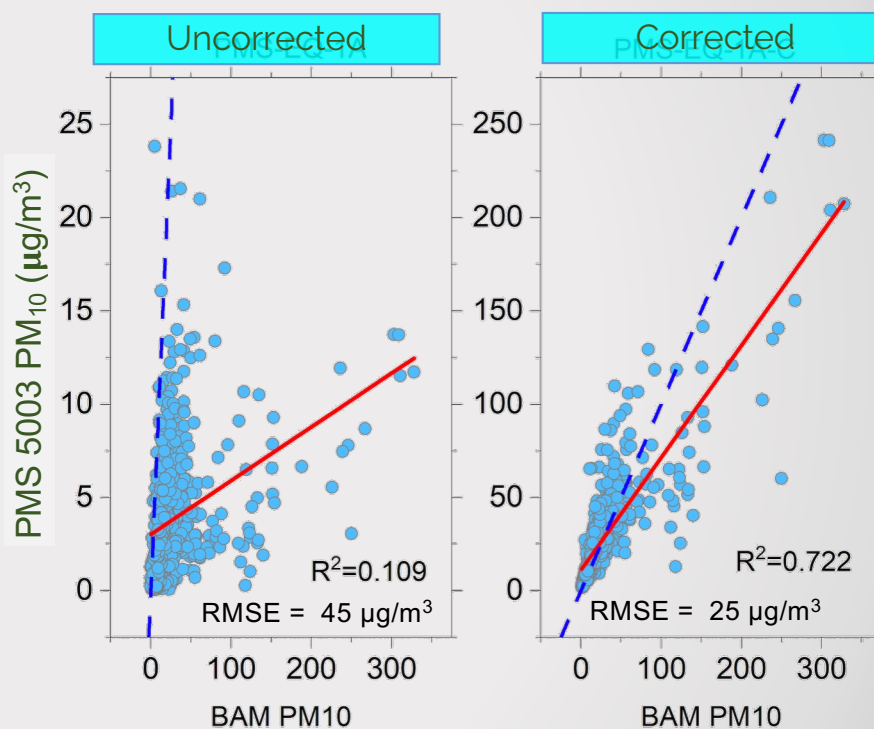 Uncorrected
PMS-EQ-1A
Corrected
PMS-EQ-1A-C
PMS 5003 PM₁₀ (µg/m³)
25
20
15
10
5
0
R²=0.109
RMSE = 45 µg/m³
0 100 200 300
BAM PM10
250
200
150
100
50
0
R²=0.722
RMSE = 25 µg/m³
0 100 200 300
BAM PM10